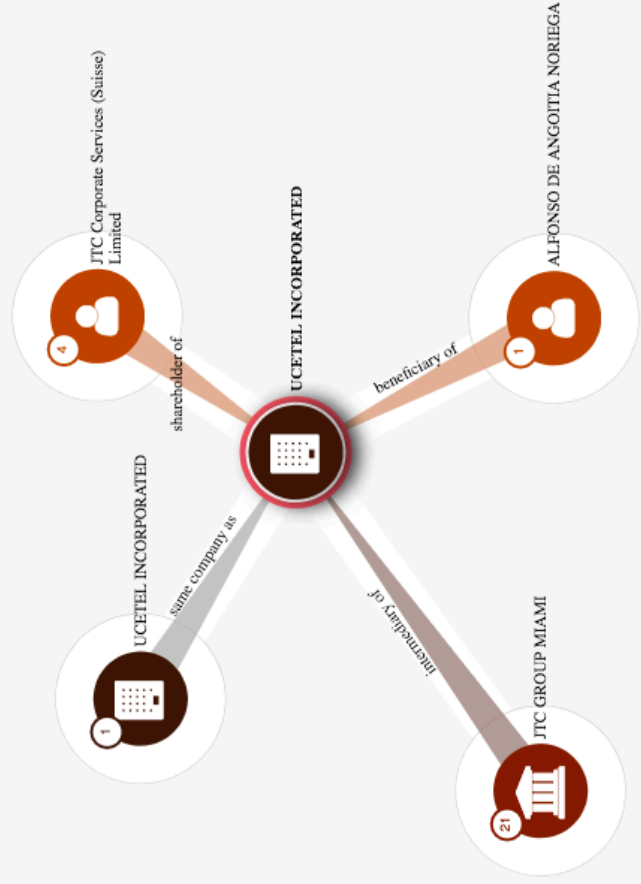 4
JTC Corporate Services (Suisse)
Limited
shareholder of
1
UCETEL INCORPORATED
same company as
UCETEL INCORPORATED
beneficiary of
1
ALFONSO DE ANGOITIA NORIEGA
intermediary of
21
JTC GROUP MIAMI